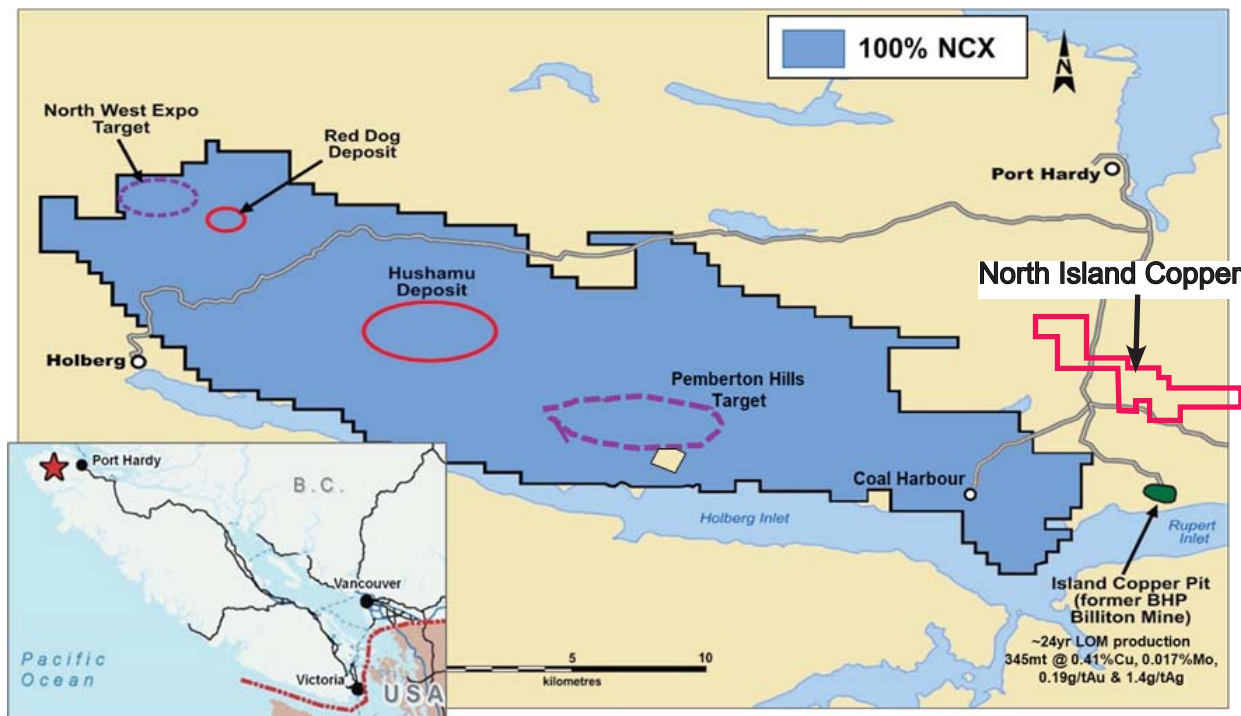 100% NCX
N
North West Expo
Target
Red Dog
Deposit
Port Hardy
North Island Copper
Hushamu
Deposit
Holberg
Pemberton Hills
Target
Coal Harbour
Holberg Inlet
Rupert
Inlet
Island Copper Pit
(former BHP
Billiton Mine)
~24yr LOM production
345mt @ 0.41%Cu, 0.017%Mo,
0.19g/tAu & 1.4g/tAg
Port Hardy
B.C.
Vancouver
Pacific
Ocean
Victoria
USA
5
10
kilometres